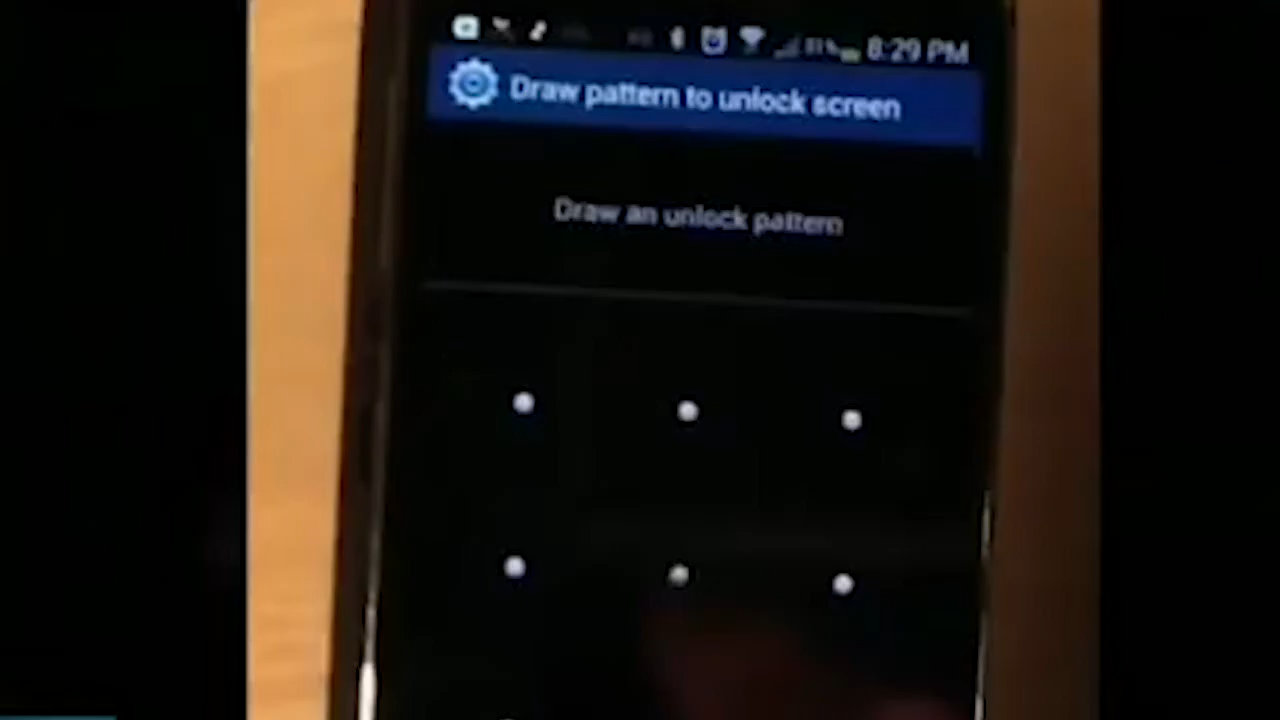 8:29 PM
Draw pattern to unlock screen
Draw an unlock pattern